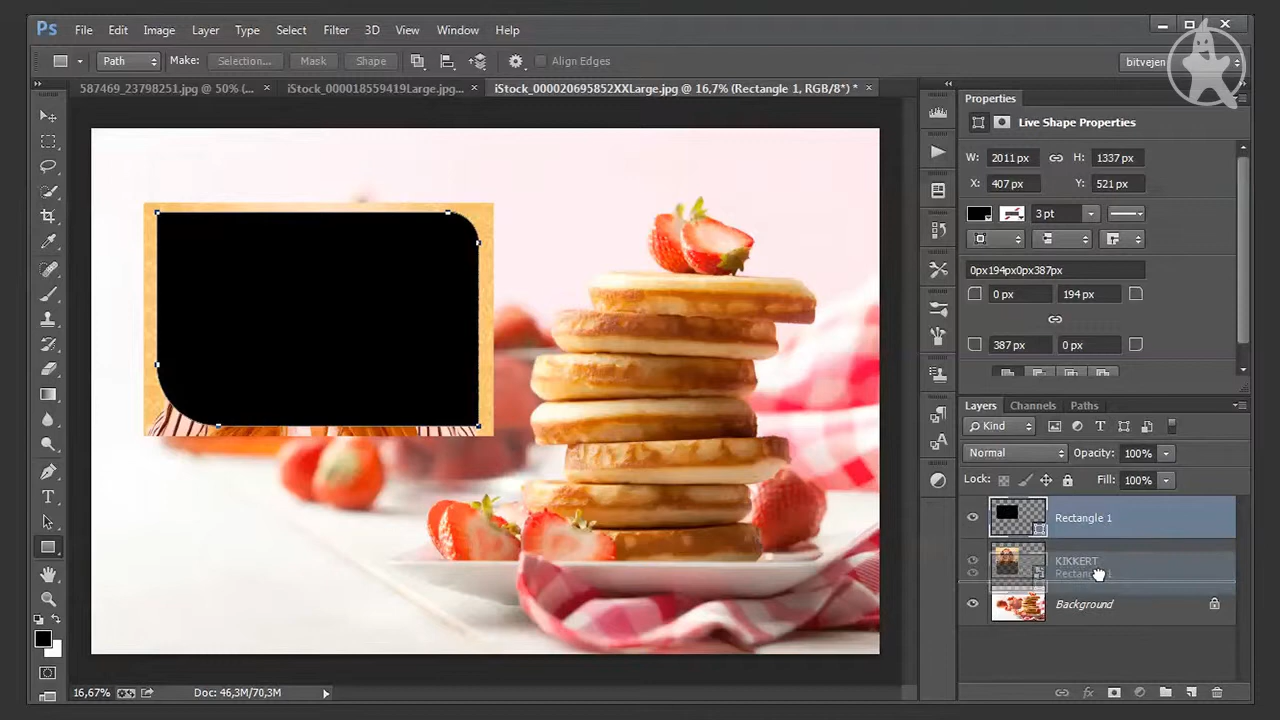 Ps File Edit Image Layer Type Select Filter 3D View Window Help
Path Make: Selection... Mask Shape Align Edges bitvejen
587469_23798251.jpg @ 50% (... × iStock_000018559419Large.jpg... × iStock_000020695852XXLarge.jpg @ 16,7% (Rectangle 1, RGB/8*) * ×
Properties
Live Shape Properties
W: 2011 px H: 1337 px
X: 407 px Y: 521 px
3 pt
0px194px0px387px
0 px 194 px
387 px 0 px
Layers Channels Paths
Kind
Normal Opacity: 100%
Lock: Fill: 100%
Rectangle 1
KIKKERT
Rectangle 1
Background
16,67% Doc: 46,3M/70,3M